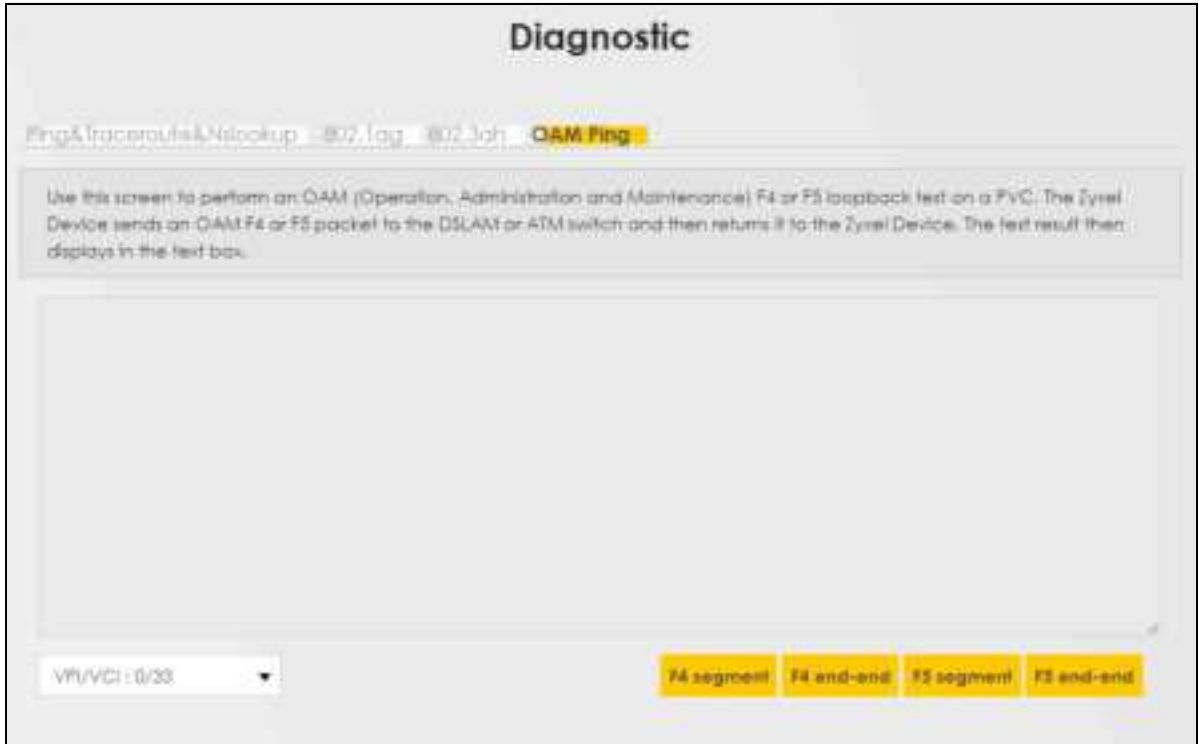 Diagnostic
Ping&Traceroute&Nslookup 802.1ag 802.3ah OAM Ping
Use this screen to perform an OAM (Operation, Administration and Maintenance) F4 or F5 loopback test on a PVC. The Zyxel
Device sends an OAM F4 or F5 packet to the DSLAM or ATM switch and then returns it to the Zyxel Device. The test result then
displays in the text box.
VPI/VCI : 0/33
F4 segment F4 end-end F5 segment F5 end-end